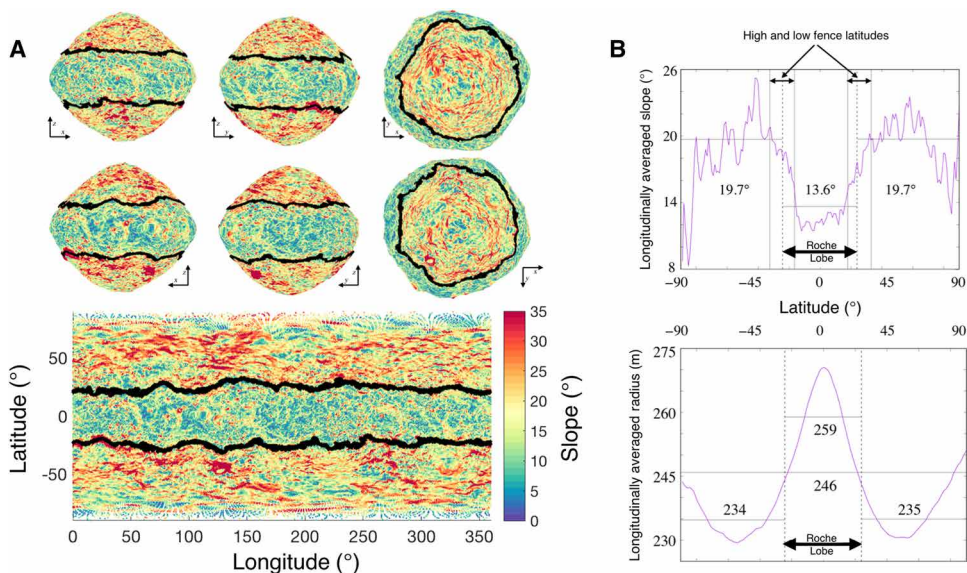 A
z
x
z
y
y
x
z
x
z
y
x
y
Latitude (°)
50
0
-50
0
50
100
150
200
250
300
350
Longitude (°)
35
30
25
20
15
10
5
0
Slope (°)
B
High and low fence latitudes
Longitudinally averaged slope (°)
26
20
14
8
19.7°
13.6°
19.7°
Roche
Lobe
−90
−45
0
45
90
Latitude (°)
−90
−45
0
45
90
Longitudinally averaged radius (m)
275
260
245
230
259
246
234
235
Roche
Lobe